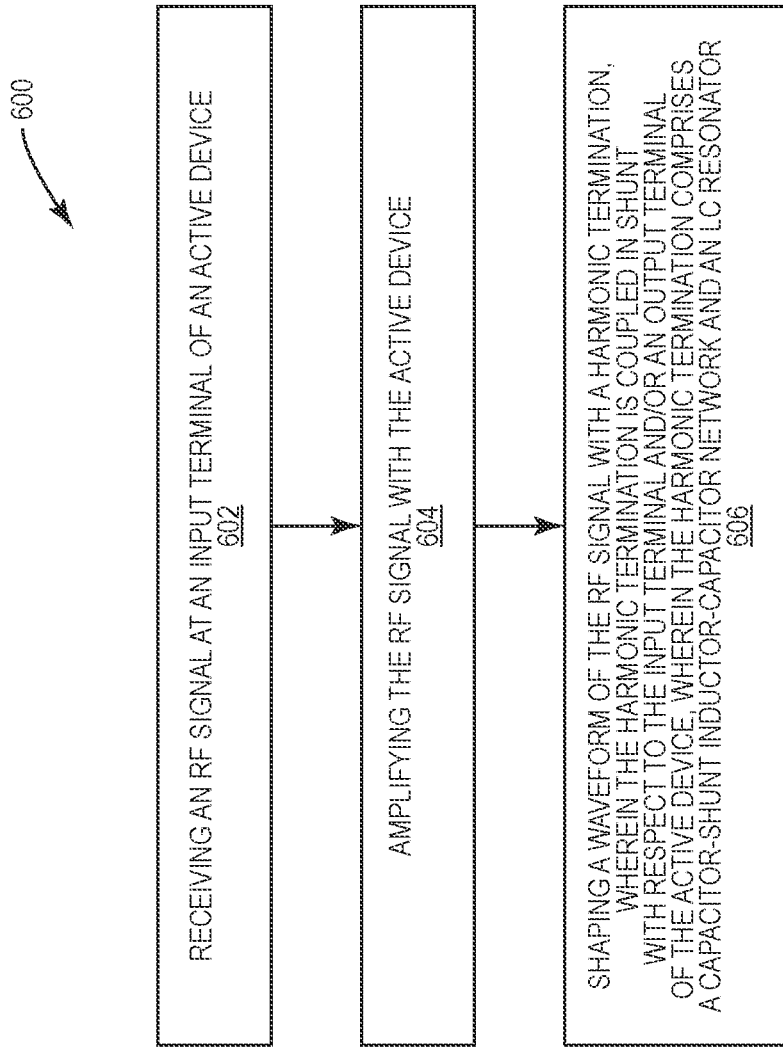 600
RECEIVING AN RF SIGNAL AT AN INPUT TERMINAL OF AN ACTIVE DEVICE
602
AMPLIFYING THE RF SIGNAL WITH THE ACTIVE DEVICE
604
SHAPING A WAVEFORM OF THE RF SIGNAL WITH A HARMONIC TERMINATION,
WHEREIN THE HARMONIC TERMINATION IS COUPLED IN SHUNT
WITH RESPECT TO THE INPUT TERMINAL AND/OR AN OUTPUT TERMINAL
OF THE ACTIVE DEVICE, WHEREIN THE HARMONIC TERMINATION COMPRISES
A CAPACITOR-SHUNT INDUCTOR-CAPACITOR NETWORK AND AN LC RESONATOR
606